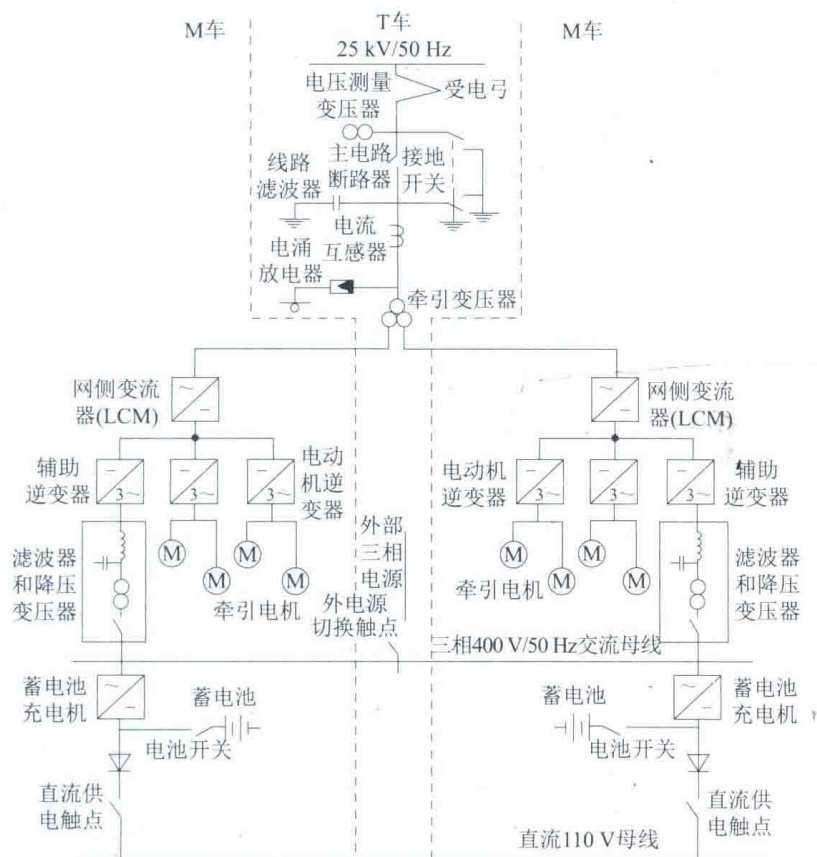 M车
T车
M车
25 kV/50 Hz
电压测量
变压器
受电弓
线路
滤波器
主电路
断路器
接地
开关
电流
互感器
电涌
放电器
牵引变压器
网侧变流
器(LCM)
网侧变流
器(LCM)
辅助
逆变器
电动
机逆
变器
电动机
逆变器
辅助
逆变器
~
−
~
−
−
3~
−
3~
−
3~
−
3~
−
3~
−
3~
滤波器
和降压
变压器
M
M
M
M
牵引电机
外部
三相
电源
外电源
切换触点
M
M
M
M
牵引电机
滤波器
和降压
变压器
三相400 V/50 Hz交流母线
蓄电池
充电机
~
−
蓄电池
电池开关
蓄电池
电池开关
~
−
蓄电池
充电机
直流供
电触点
直流供
电触点
直流110 V母线